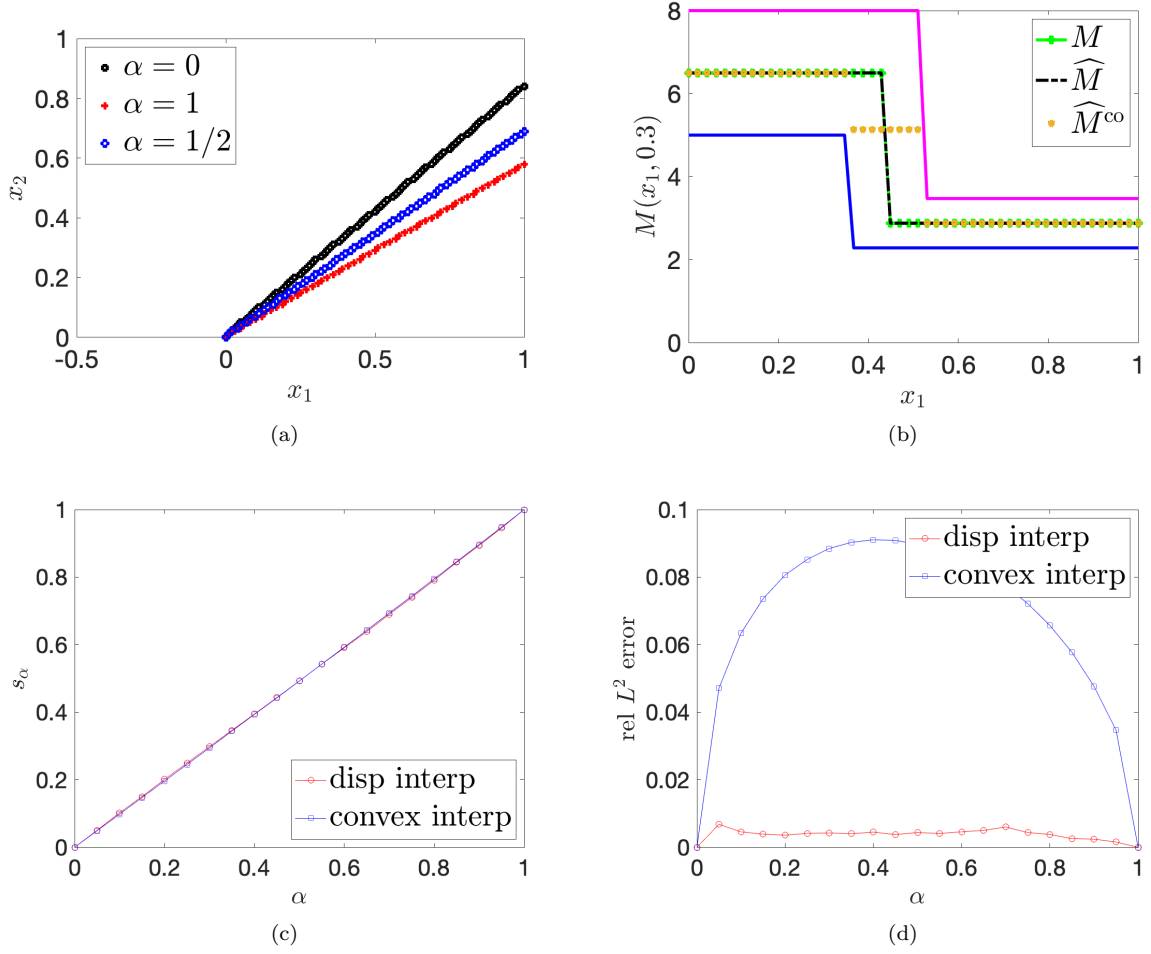 1
0.8
0.6
0.4
0.2
0
x₂
α = 0
α = 1
α = 1/2
-0.5
0
0.5
1
x₁
(a)
8
6
4
2
0
M(x₁, 0.3)
M
M̂
M̂ᶜᵒ
0
0.2
0.4
0.6
0.8
1
x₁
(b)
1
0.8
0.6
0.4
0.2
0
s_α
disp interp
convex interp
0
0.2
0.4
0.6
0.8
1
α
(c)
0.1
0.08
0.06
0.04
0.02
0
rel L² error
disp interp
convex interp
0
0.2
0.4
0.6
0.8
1
α
(d)